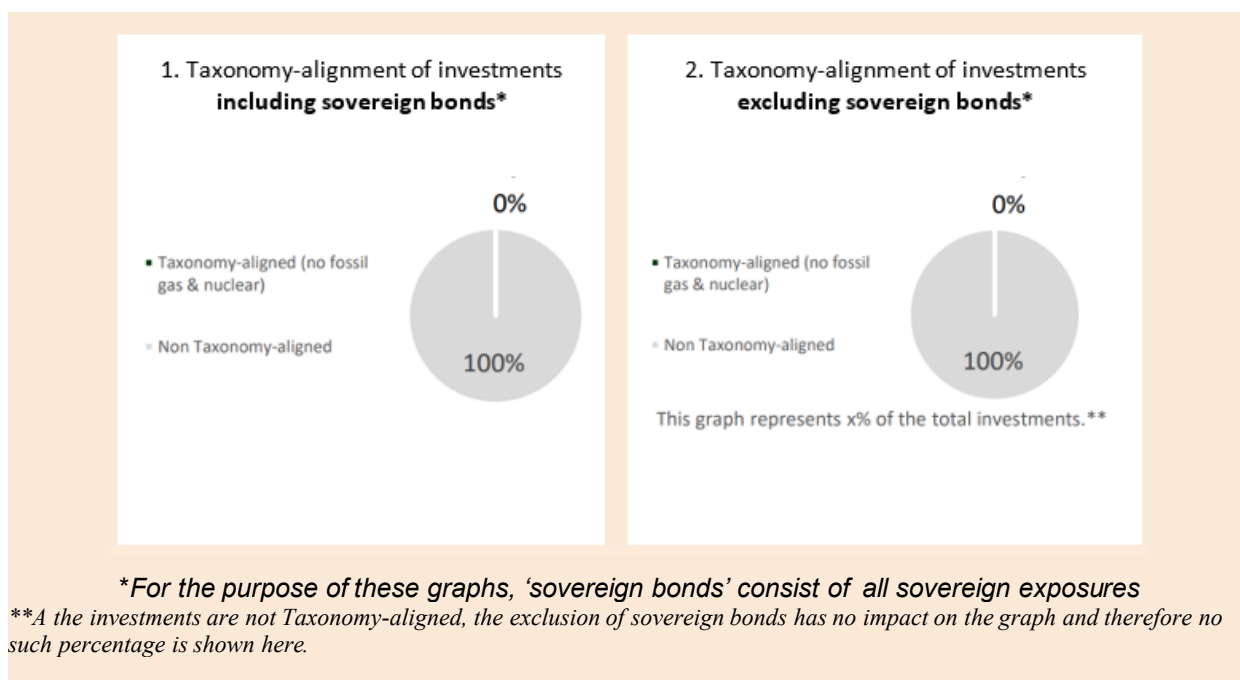 1. Taxonomy-alignment of investments
including sovereign bonds*
0%
Taxonomy-aligned (no fossil
gas & nuclear)
Non Taxonomy-aligned
100%
2. Taxonomy-alignment of investments
excluding sovereign bonds*
0%
Taxonomy-aligned (no fossil
gas & nuclear)
Non Taxonomy-aligned
100%
This graph represents x% of the total investments.**
*For the purpose of these graphs, ‘sovereign bonds’ consist of all sovereign exposures
**A the investments are not Taxonomy-aligned, the exclusion of sovereign bonds has no impact on the graph and therefore no
such percentage is shown here.